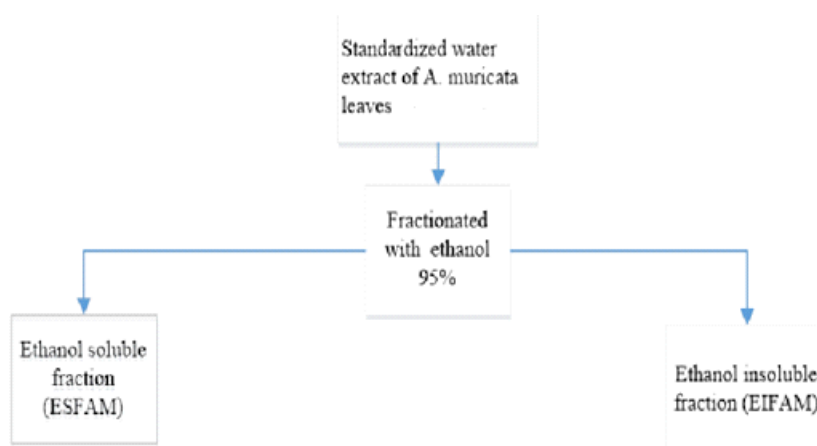 Standardized water
extract of A. muricata
leaves
Fractionated
with ethanol
95%
Ethanol soluble
fraction
(ESFAM)
Ethanol insoluble
fraction (EIFAM)